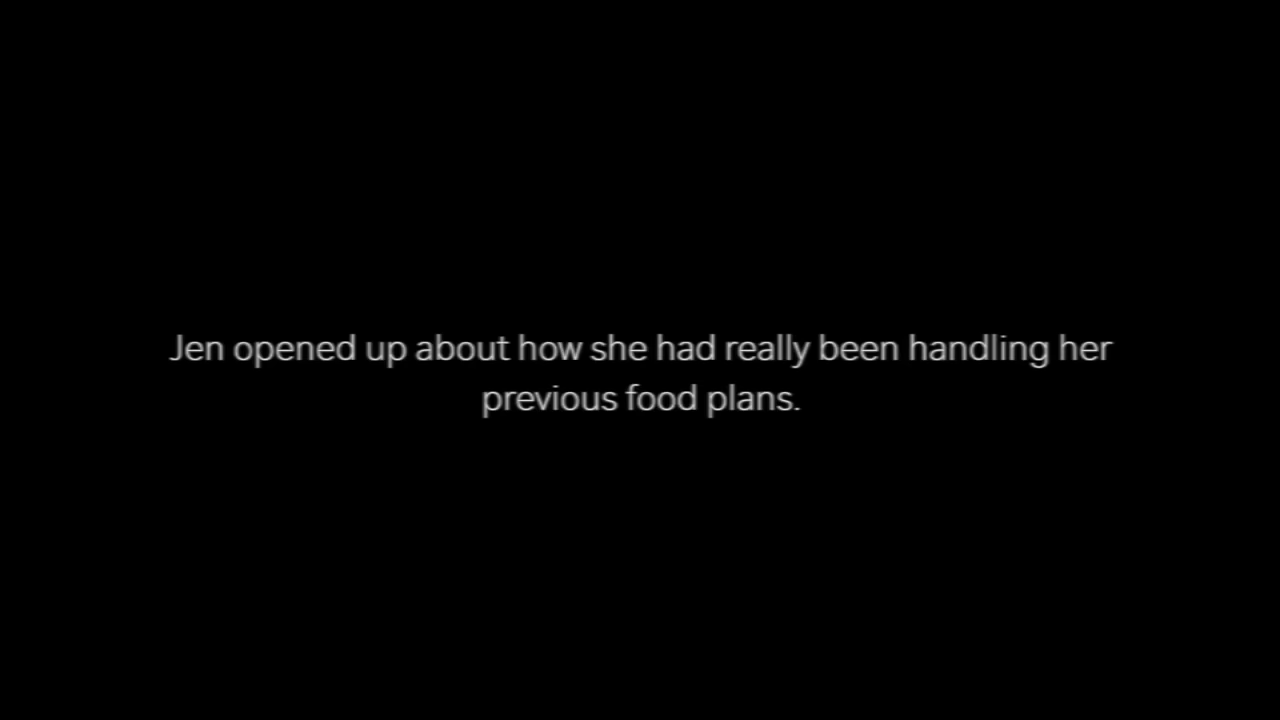 Jen opened up about how she had really been handling her
previous food plans.